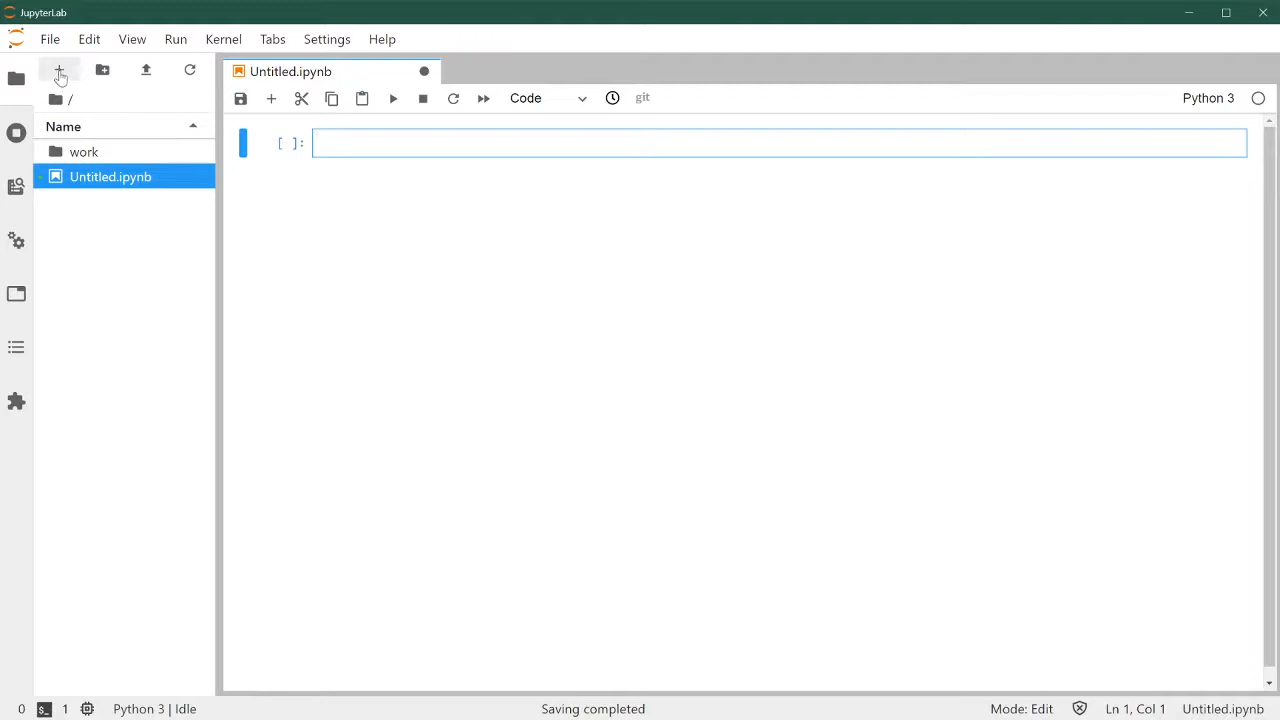 JupyterLab
File Edit View Run Kernel Tabs Settings Help
/
Name
work
Untitled.ipynb
Untitled.ipynb
Code
git
Python 3
[ ]:
0 $_ 1 Python 3 | Idle
Saving completed
Mode: Edit
Ln 1, Col 1
Untitled.ipynb